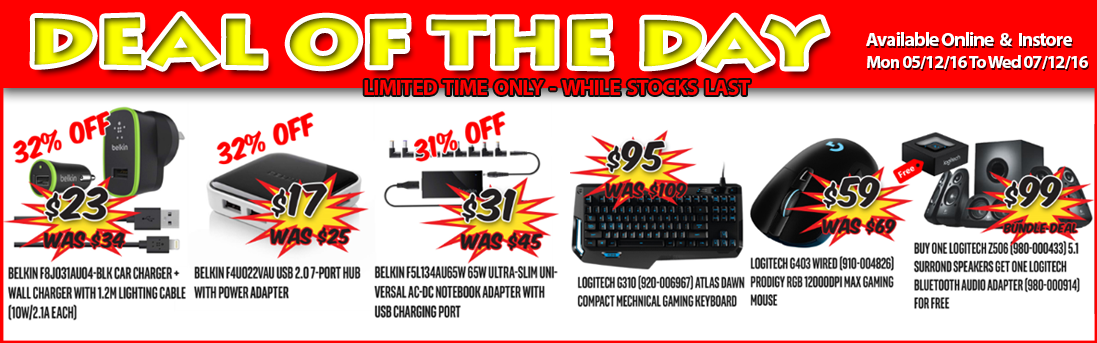 DEAL OF THE DAY
Available Online & Instore
Mon 05/12/16 To Wed 07/12/16
LIMITED TIME ONLY - WHILE STOCKS LAST
32% OFF
belkin
belkin
$23
WAS $34
BELKIN F8J031AU04-BLK CAR CHARGER +
WALL CHARGER WITH 1.2M LIGHTING CABLE
(10W/2.1A EACH)
32% OFF
$17
WAS $25
BELKIN F4U022VAU USB 2.0 7-PORT HUB
WITH POWER ADAPTER
31% OFF
$31
WAS $45
BELKIN F5L134AU65W 65W ULTRA-SLIM UNI-
VERSAL AC-DC NOTEBOOK ADAPTER WITH
USB CHARGING PORT
$95
WAS $109
LOGITECH G310 (920-006967) ATLAS DAWN
COMPACT MECHNICAL GAMING KEYBOARD
$59
WAS $69
LOGITECH G403 WIRED (910-004826)
PRODIGY RGB 12000DPI MAX GAMING
MOUSE
Free
logitech
$99
BUNDLE DEAL
BUY ONE LOGITECH Z506 (980-000433) 5.1
SURROND SPEAKERS GET ONE LOGITECH
BLUETOOTH AUDIO ADAPTER (980-000914)
FOR FREE